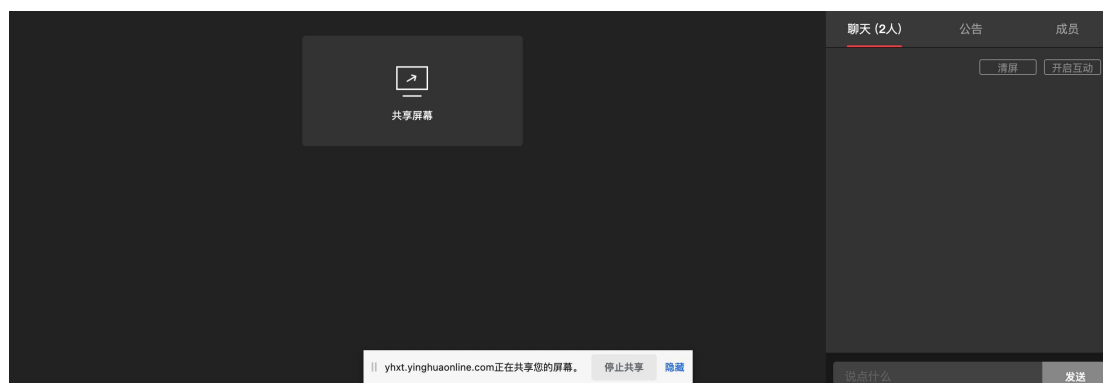 聊天 (2人) 公告 成员
清屏 开启互动
共享屏幕
yhxt.yinghuaonline.com正在共享您的屏幕。 停止共享 隐藏
说点什么 发送